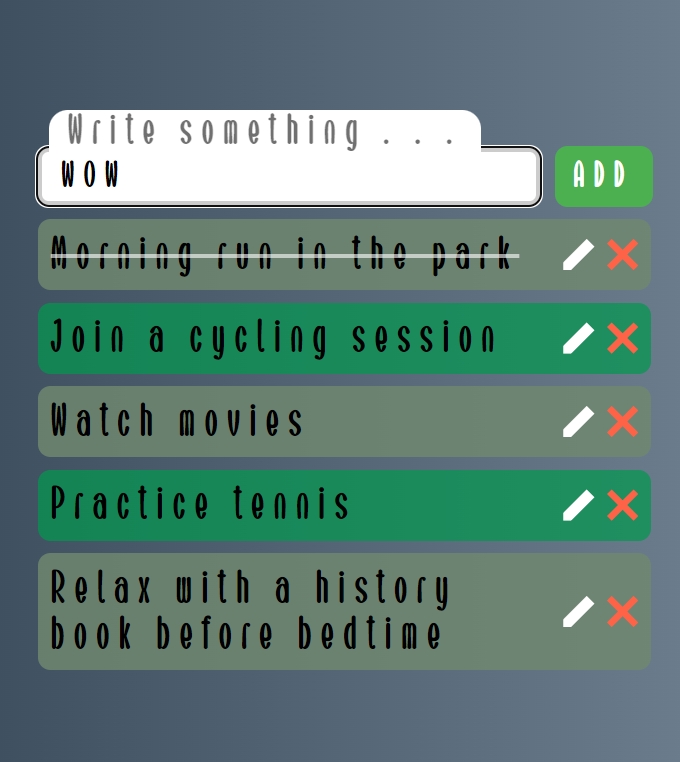 Write something . . .
wow
ADD
Morning run in the park
Join a cycling session
Watch movies
Practice tennis
Relax with a history
book before bedtime